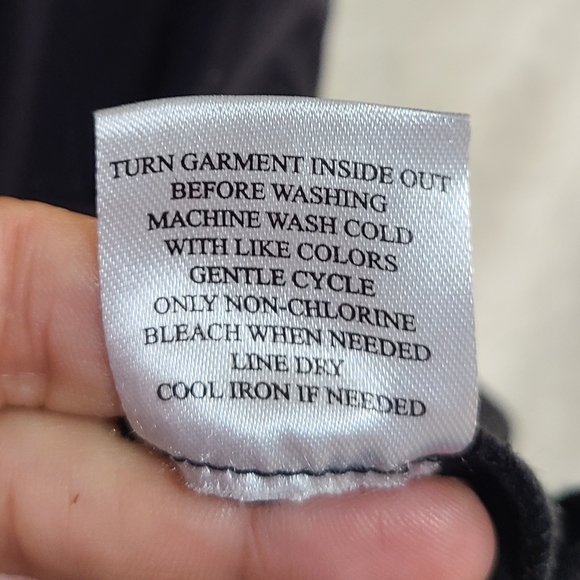 TURN GARMENT INSIDE OUT
BEFORE WASHING
MACHINE WASH COLD
WITH LIKE COLORS
GENTLE CYCLE
ONLY NON-CHLORINE
BLEACH WHEN NEEDED
LINE DRY
COOL IRON IF NEEDED